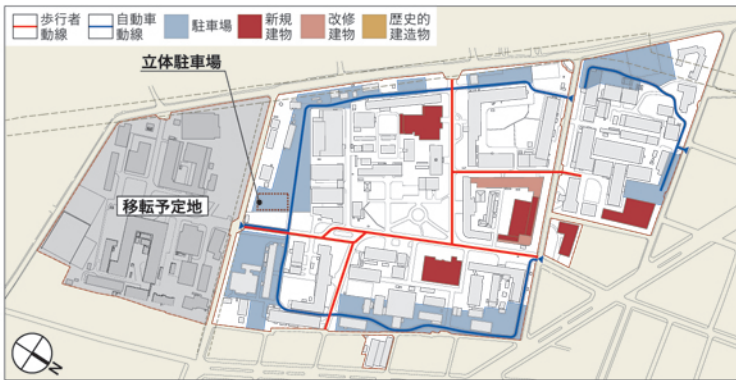 歩行者
動線
自動車
動線
駐車場
新規
建物
改修
建物
歴史的
建造物
立体駐車場
移転予定地
N